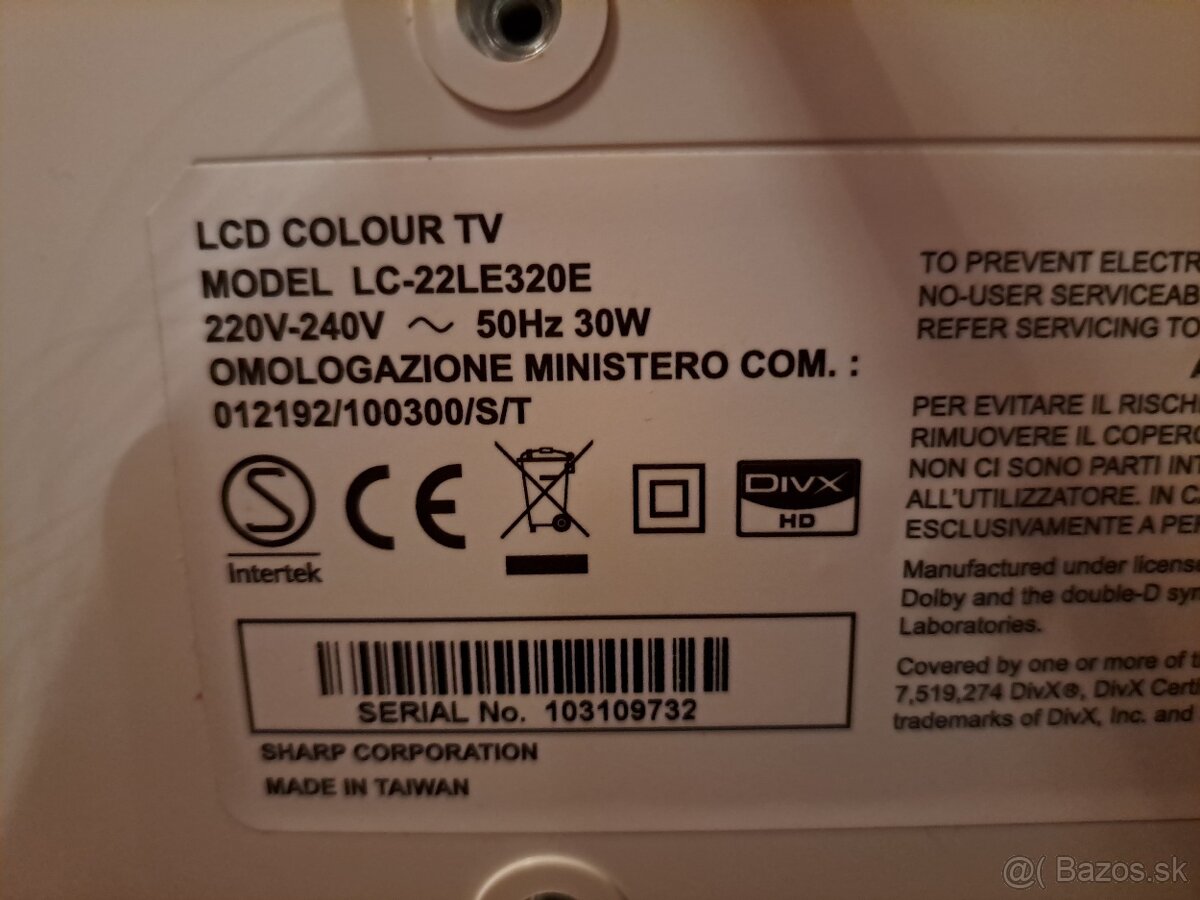 LCD COLOUR TV
MODEL LC-22LE320E
220V-240V ~ 50Hz 30W
OMOLOGAZIONE MINISTERO COM. :
012192/100300/S/T
S
Intertek
CE
DIVX
HD
SERIAL No. 103109732
SHARP CORPORATION
MADE IN TAIWAN
TO PREVENT ELECTR
NO-USER SERVICEAB
REFER SERVICING TO
PER EVITARE IL RISCHI
RIMUOVERE IL COPERC
NON CI SONO PARTI INT
ALL'UTILIZZATORE. IN C
ESCLUSIVAMENTE A PE
Manufactured under license
Dolby and the double-D sym
Laboratories.
Covered by one or more of t
7,519,274 DivX®, DivX Certi
trademarks of DivX, Inc. and
@( Bazos.sk